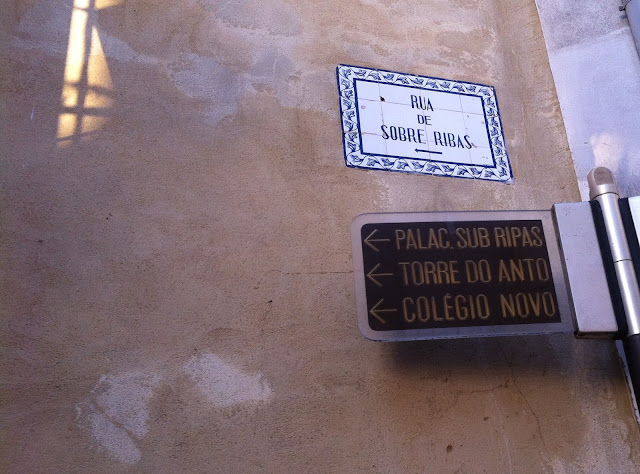 RUA
DE
SOBRE RIBAS
←
← PALAC. SUB RIPAS
← TORRE DO ANTO
← COLÉGIO NOVO